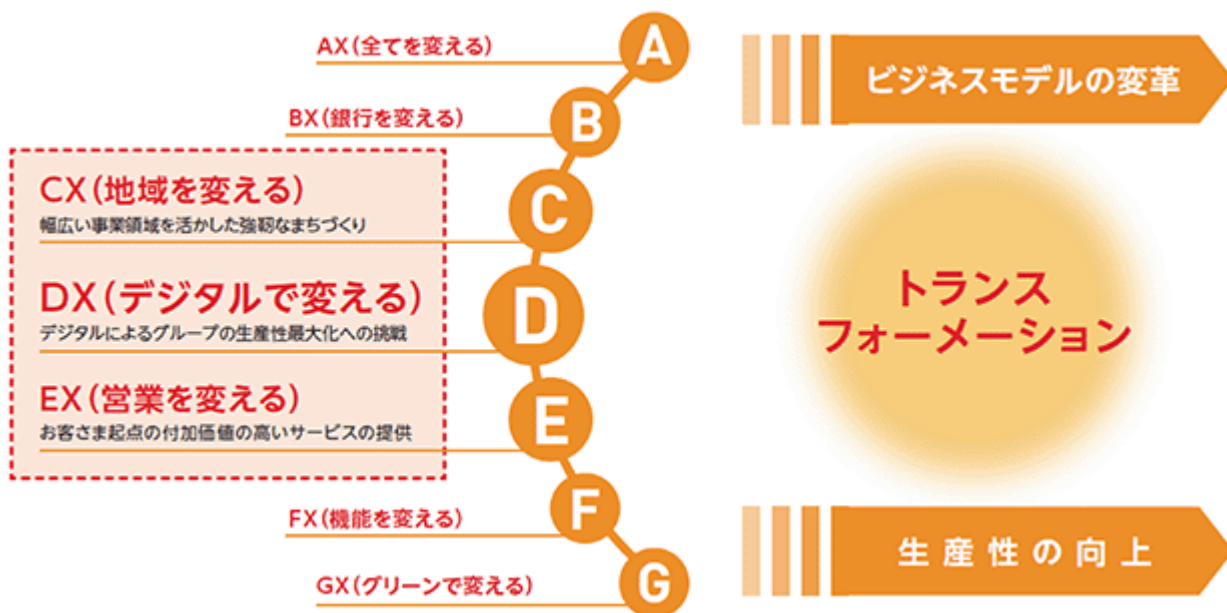 AX(全てを変える)
A
BX(銀行を変える)
B
CX(地域を変える)
幅広い事業領域を活かした強靭なまちづくり
C
DX(デジタルで変える)
デジタルによるグループの生産性最大化への挑戦
D
EX(営業を変える)
お客さま起点の付加価値の高いサービスの提供
E
FX(機能を変える)
F
GX(グリーンで変える)
G
ビジネスモデルの変革
トランス
フォーメーション
生産性の向上